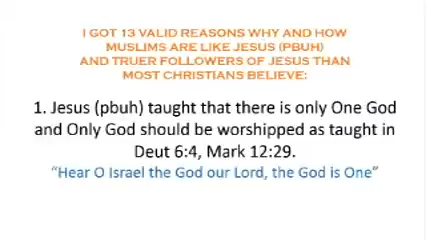 I GOT 13 VALID REASONS WHY AND HOW
MUSLIMS ARE LIKE JESUS (PBUH)
AND TRUER FOLLOWERS OF JESUS THAN
MOST CHRISTIANS BELIEVE:
1. Jesus (pbuh) taught that there is only One God
and Only God should be worshipped as taught in
Deut 6:4, Mark 12:29.
“Hear O Israel the God our Lord, the God is One”